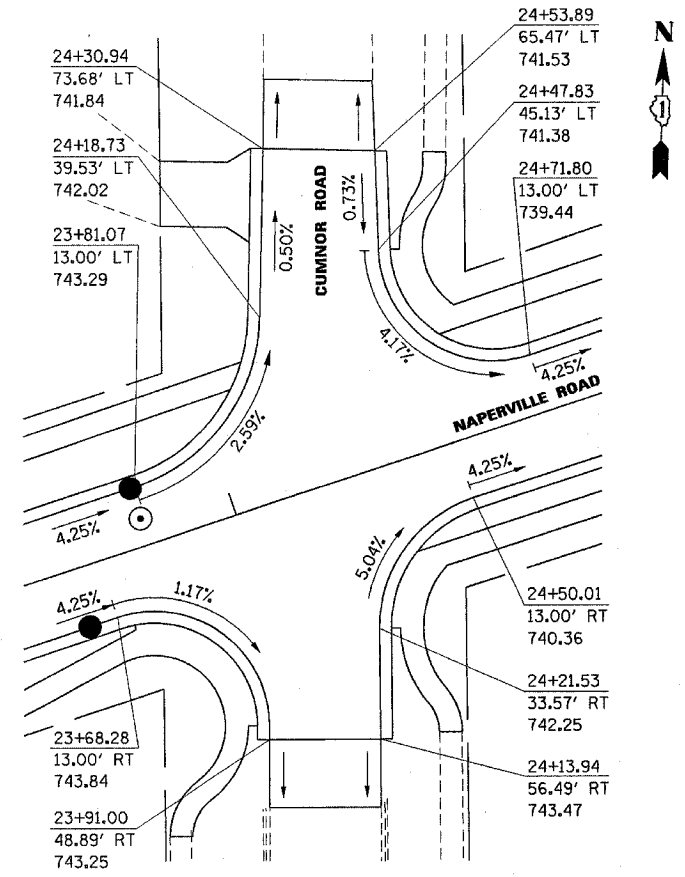 24+53.89
65.47' LT
741.53
N
1
24+30.94
73.68' LT
741.84
24+47.83
45.13' LT
741.38
24+18.73
39.53' LT
742.02
24+71.80
13.00' LT
739.44
CUMNOR ROAD
0.73%
0.50%
23+81.07
13.00' LT
743.29
4.17%
4.25%
NAPERVILLE ROAD
2.59%
4.25%
4.25%
5.04%
4.25%
1.17%
24+50.01
13.00' RT
740.36
24+21.53
33.57' RT
742.25
23+68.28
13.00' RT
743.84
24+13.94
56.49' RT
743.47
23+91.00
48.89' RT
743.25